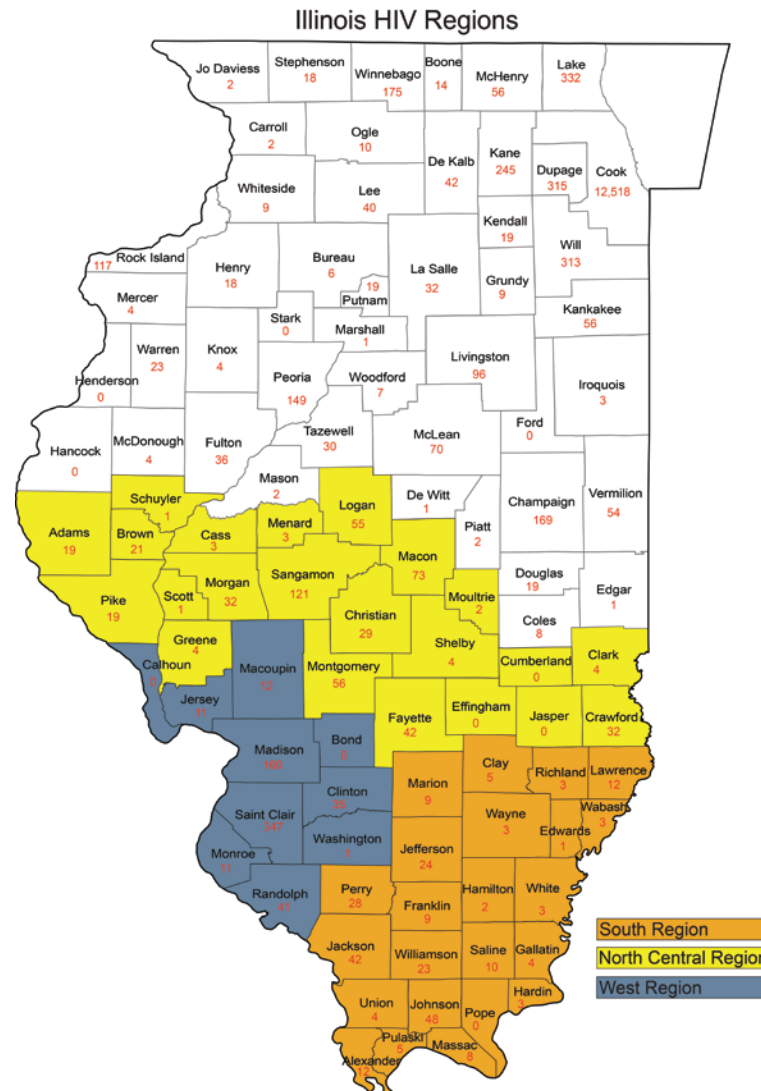 Illinois HIV Regions
Jo Daviess
2
Stephenson
18
Winnebago
175
Boone
14
McHenry
56
Lake
332
Carroll
2
Ogle
10
De Kalb
42
Kane
245
Dupage
315
Cook
12,518
Whiteside
9
Lee
40
Kendall
19
Will
313
Rock Island
117
Henry
18
Bureau
6
Putnam
19
La Salle
32
Grundy
9
Kankakee
56
Mercer
4
Stark
0
Marshall
1
Warren
23
Knox
4
Henderson
0
Peoria
149
Woodford
7
Livingston
96
Iroquois
3
Hancock
0
McDonough
4
Fulton
36
Tazewell
30
McLean
70
Ford
0
Mason
2
De Witt
1
Piatt
2
Champaign
169
Vermilion
54
Schuyler
1
Logan
55
Adams
19
Brown
21
Cass
3
Menard
3
Macon
73
Douglas
19
Edgar
1
Pike
19
Scott
1
Morgan
32
Sangamon
121
Christian
29
Moultrie
2
Coles
8
Greene
4
Shelby
4
Cumberland
0
Clark
4
Calhoun
Macoupin
12
Montgomery
56
Jersey
11
Fayette
42
Effingham
0
Jasper
0
Crawford
32
Madison
Bond
Marion
9
Clay
5
Richland
3
Lawrence
12
Clinton
35
Saint Clair
Wayne
3
Wabash
3
Edwards
1
Washington
1
Monroe
11
Jefferson
24
Randolph
Perry
28
Franklin
9
Hamilton
2
White
3
Jackson
42
Williamson
23
Saline
10
Gallatin
4
South Region
North Central Region
West Region
Union
4
Johnson
48
Pope
0
Hardin
3
Pulaski
5
Massac
8
Alexander
12